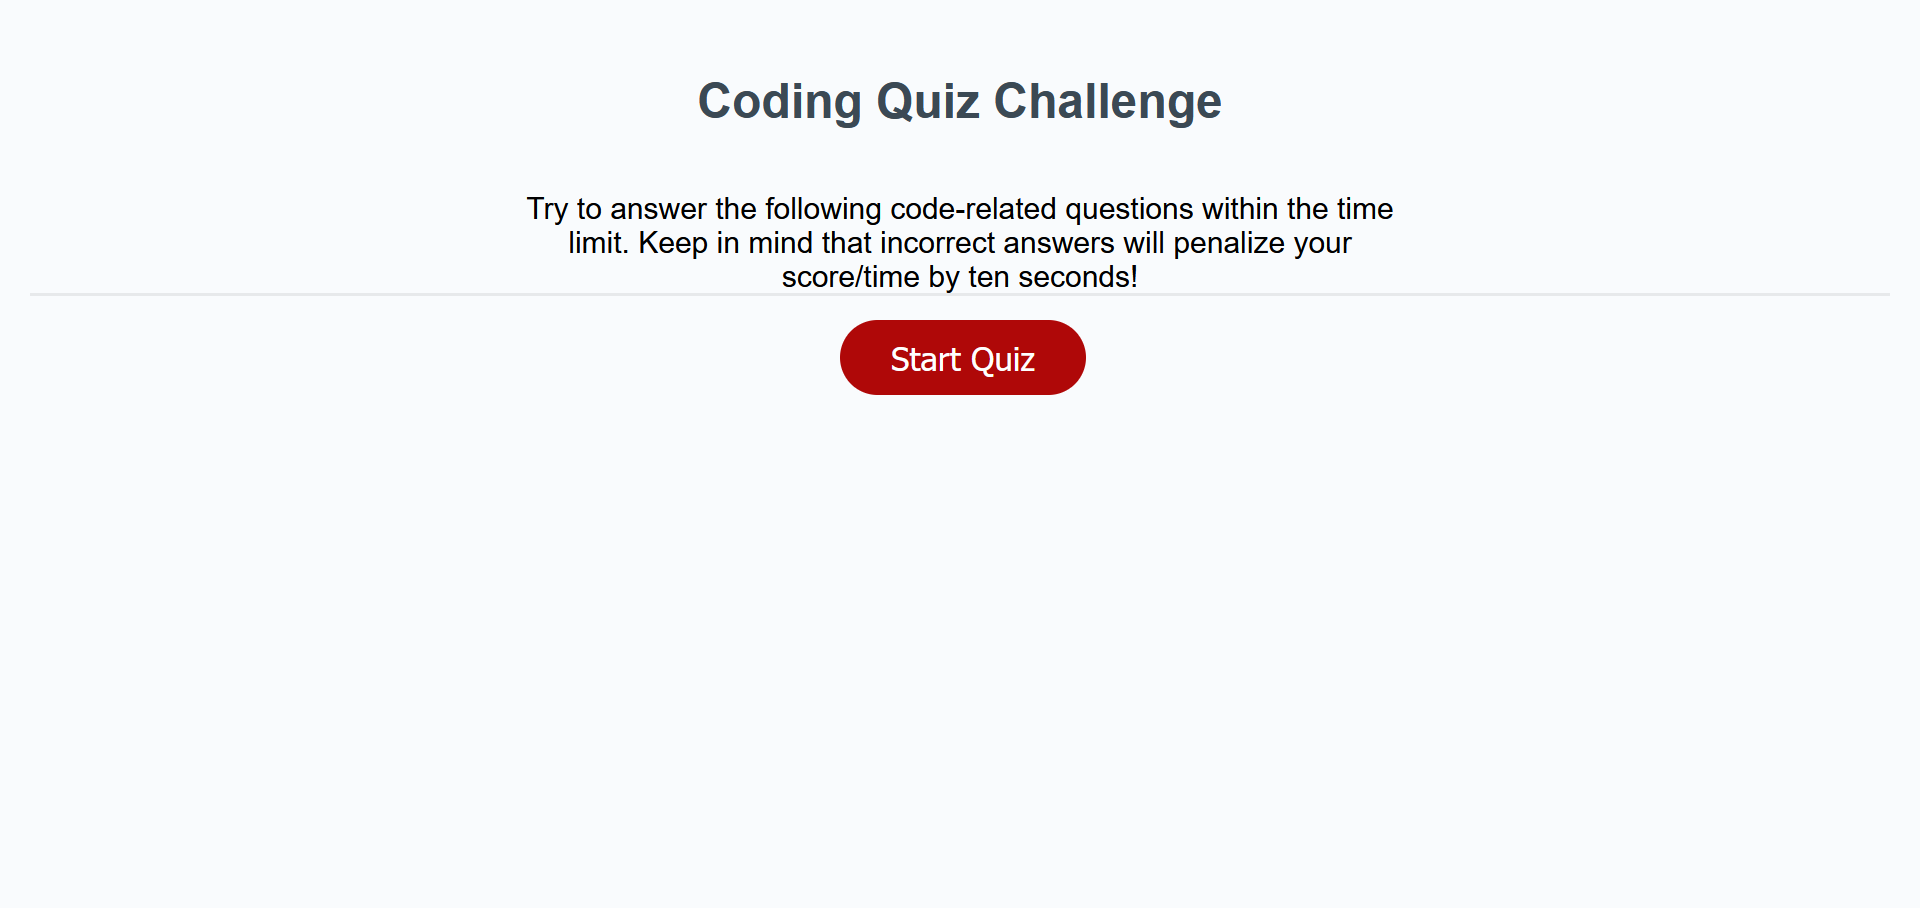 Coding Quiz Challenge
Try to answer the following code-related questions within the time
limit. Keep in mind that incorrect answers will penalize your
score/time by ten seconds!
Start Quiz